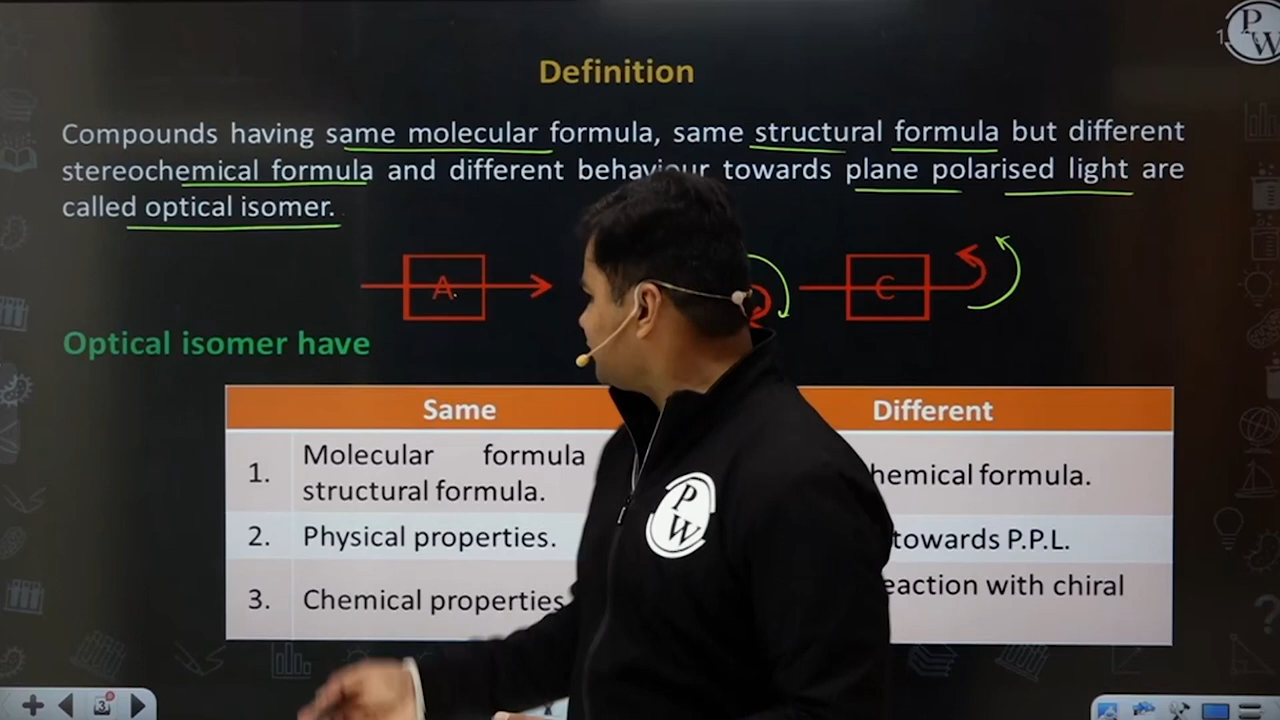 Definition
Compounds having same molecular formula, same structural formula but different
stereochemical formula and different behaviour towards plane polarised light are
called optical isomer.
A
C
Optical isomer have
Same Different
1. Molecular formula
structural formula. hemical formula.
2. Physical properties. towards P.P.L.
3. Chemical properties eaction with chiral
P
W
P
W
1
3